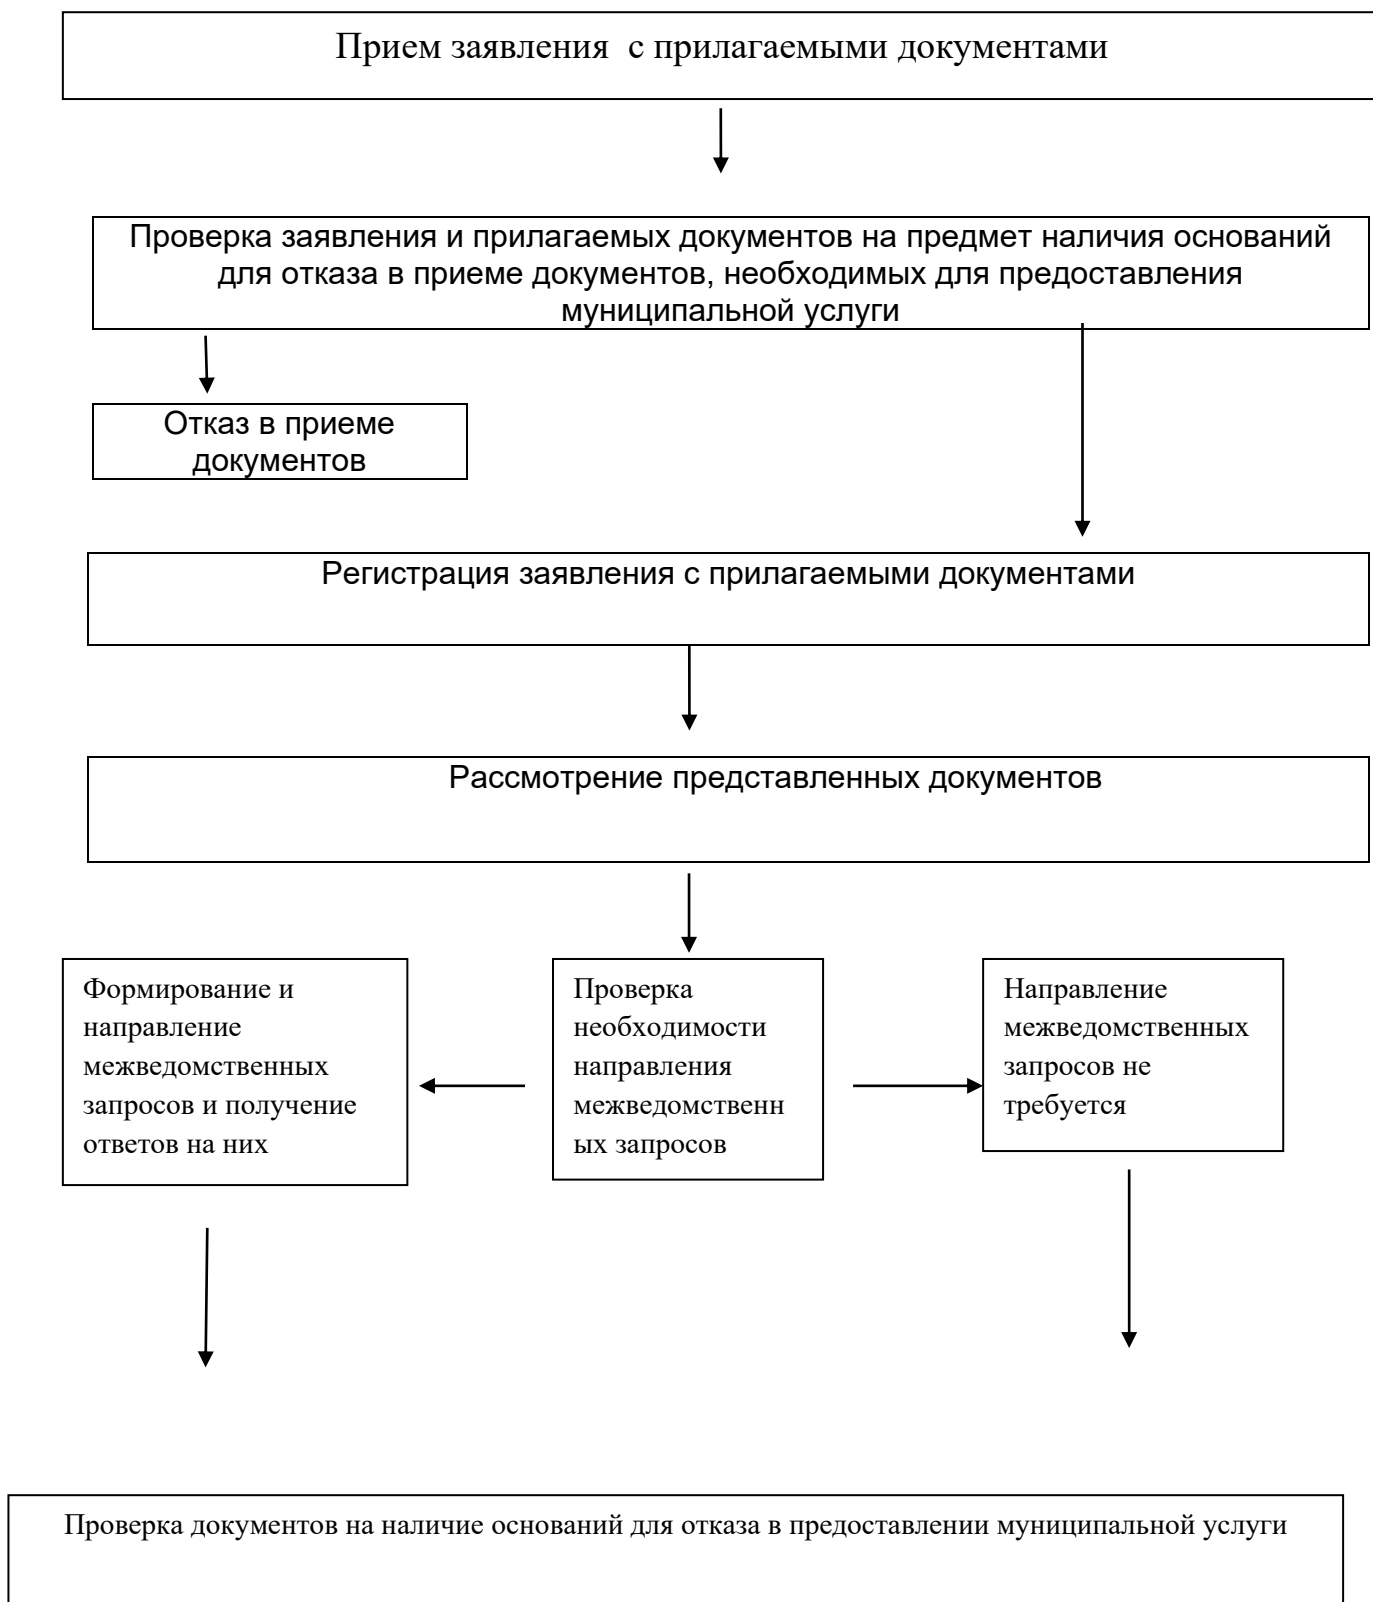 Прием заявления с прилагаемыми документами
Проверка заявления и прилагаемых документов на предмет наличия оснований
для отказа в приеме документов, необходимых для предоставления
муниципальной услуги
Отказ в приеме
документов
Регистрация заявления с прилагаемыми документами
Рассмотрение представленных документов
Формирование и
направление
межведомственных
запросов и получение
ответов на них
Проверка
необходимости
направления
межведомственн
ых запросов
Направление
межведомственных
запросов не
требуется
Проверка документов на наличие оснований для отказа в предоставлении муниципальной услуги